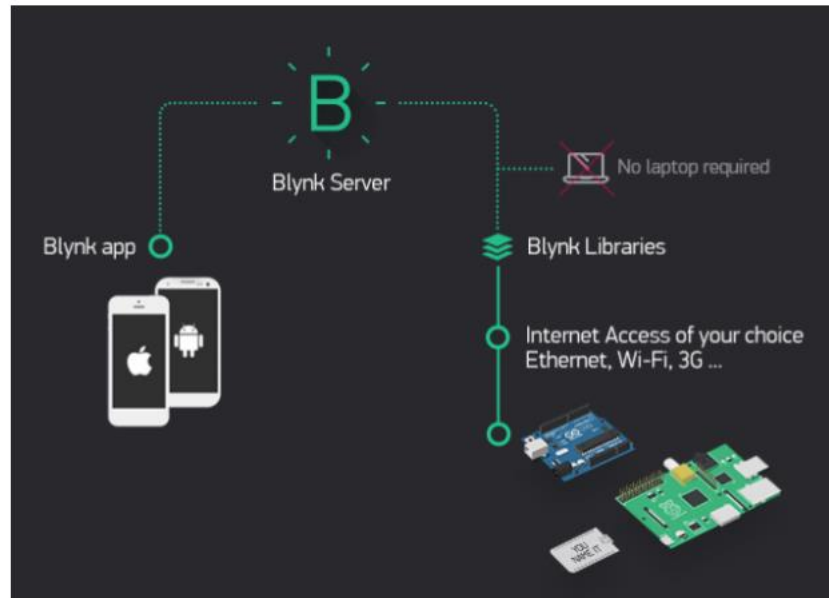 B
Blynk Server
No laptop required
Blynk app
Blynk Libraries
Internet Access of your choice
Ethernet, Wi-Fi, 3G ...
YOU
NAME IT